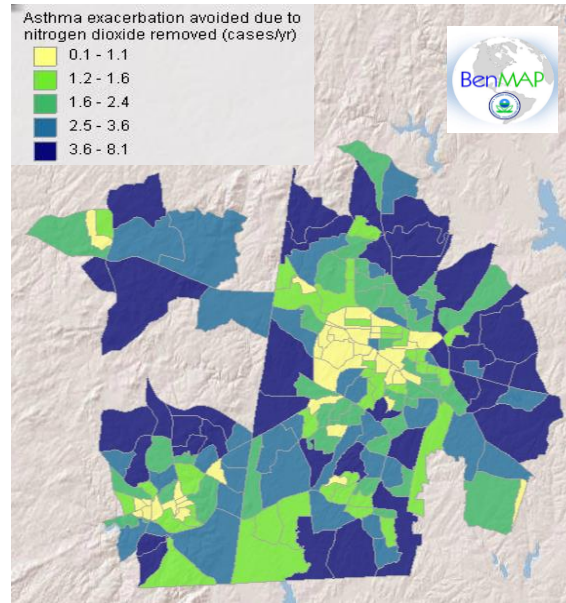 Asthma exacerbation avoided due to
nitrogen dioxide removed (cases/yr)
0.1 - 1.1
1.2 - 1.6
1.6 - 2.4
2.5 - 3.6
3.6 - 8.1
BenMAP